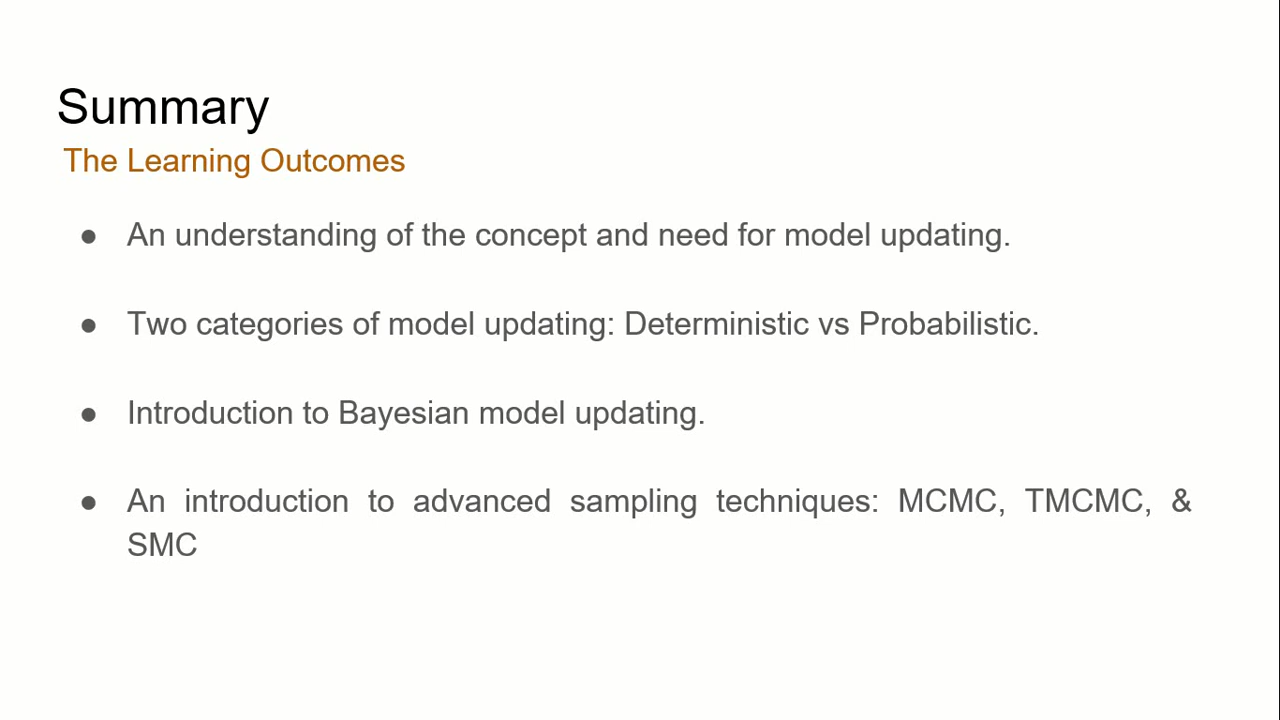 Summary
The Learning Outcomes
● An understanding of the concept and need for model updating.
● Two categories of model updating: Deterministic vs Probabilistic.
● Introduction to Bayesian model updating.
● An introduction to advanced sampling techniques: MCMC, TMCMC, &
SMC